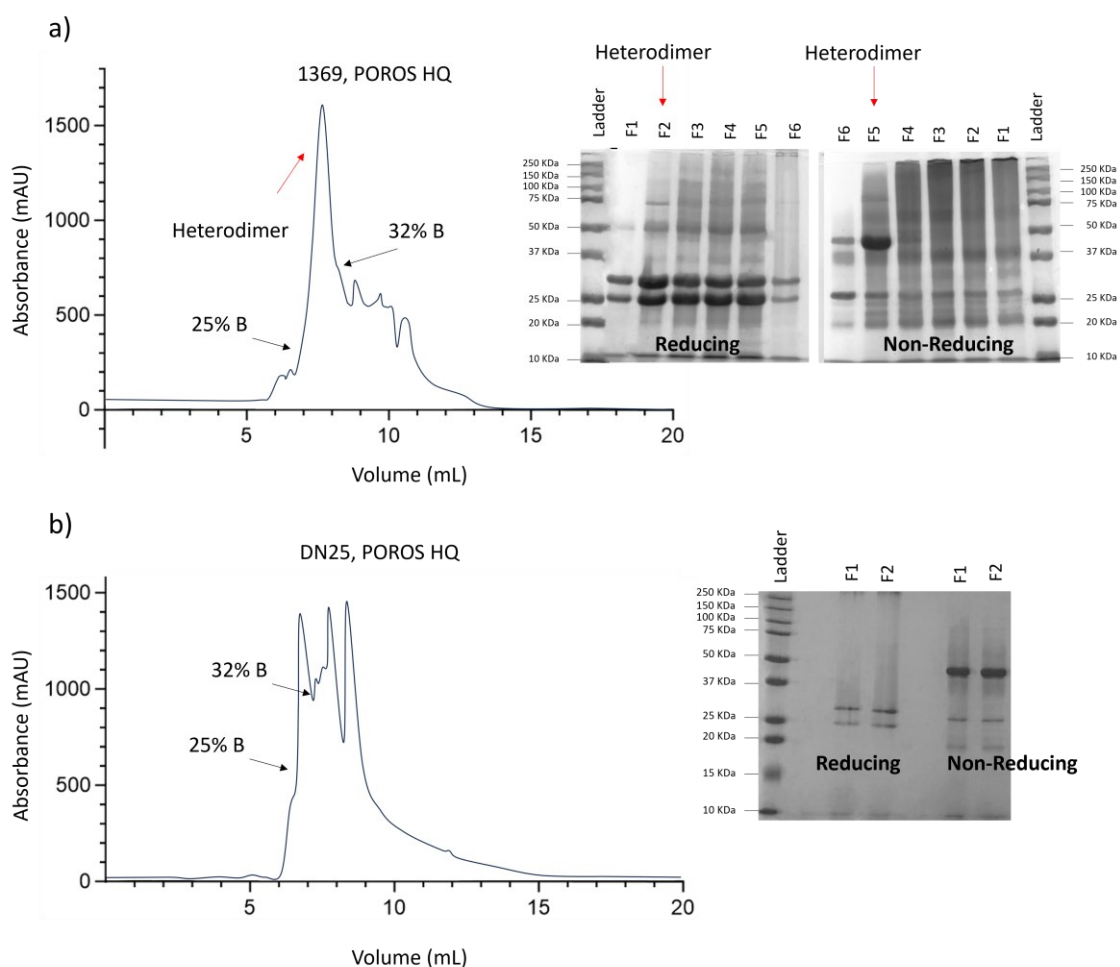 a)
1369, POROS HQ
Absorbance (mAU)
1500
1000
500
0
5
10
15
20
Volume (mL)
Heterodimer
25% B
32% B
Heterodimer
Ladder
F1
F2
F3
F4
F5
F6
250 KDa
150 KDa
100 KDa
75 KDa
50 KDa
37 KDa
25 KDa
20 KDa
10 KDa
Reducing
Heterodimer
F6
F5
F4
F3
F2
F1
Ladder
250 KDa
150 KDa
100 KDa
75 KDa
50 KDa
37 KDa
25 KDa
20 KDa
10 KDa
Non-Reducing
b)
DN25, POROS HQ
Absorbance (mAU)
1500
1000
500
0
5
10
15
20
Volume (mL)
32% B
25% B
Ladder
F1
F2
F1
F2
250 KDa
150 KDa
100 KDa
75 KDa
50 KDa
37 KDa
25 KDa
20 KDa
15 KDa
10 KDa
Reducing
Non-Reducing